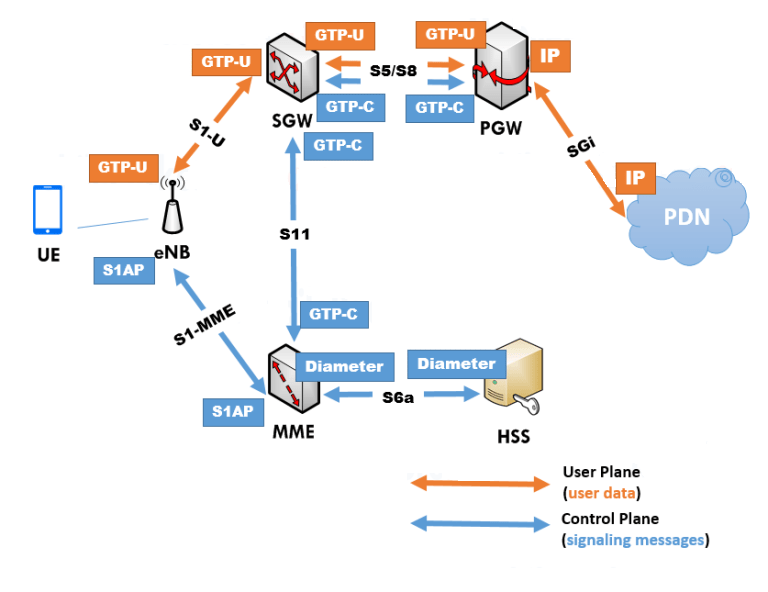 GTP-U
GTP-U
IP
GTP-U
S5/S8
GTP-C
GTP-C
SGW
PGW
S1-U
GTP-C
SGi
GTP-U
IP
PDN
UE
eNB
S11
S1AP
S1-MME
GTP-C
Diameter
Diameter
S6a
S1AP
MME
HSS
User Plane
(user data)
Control Plane
(signaling messages)